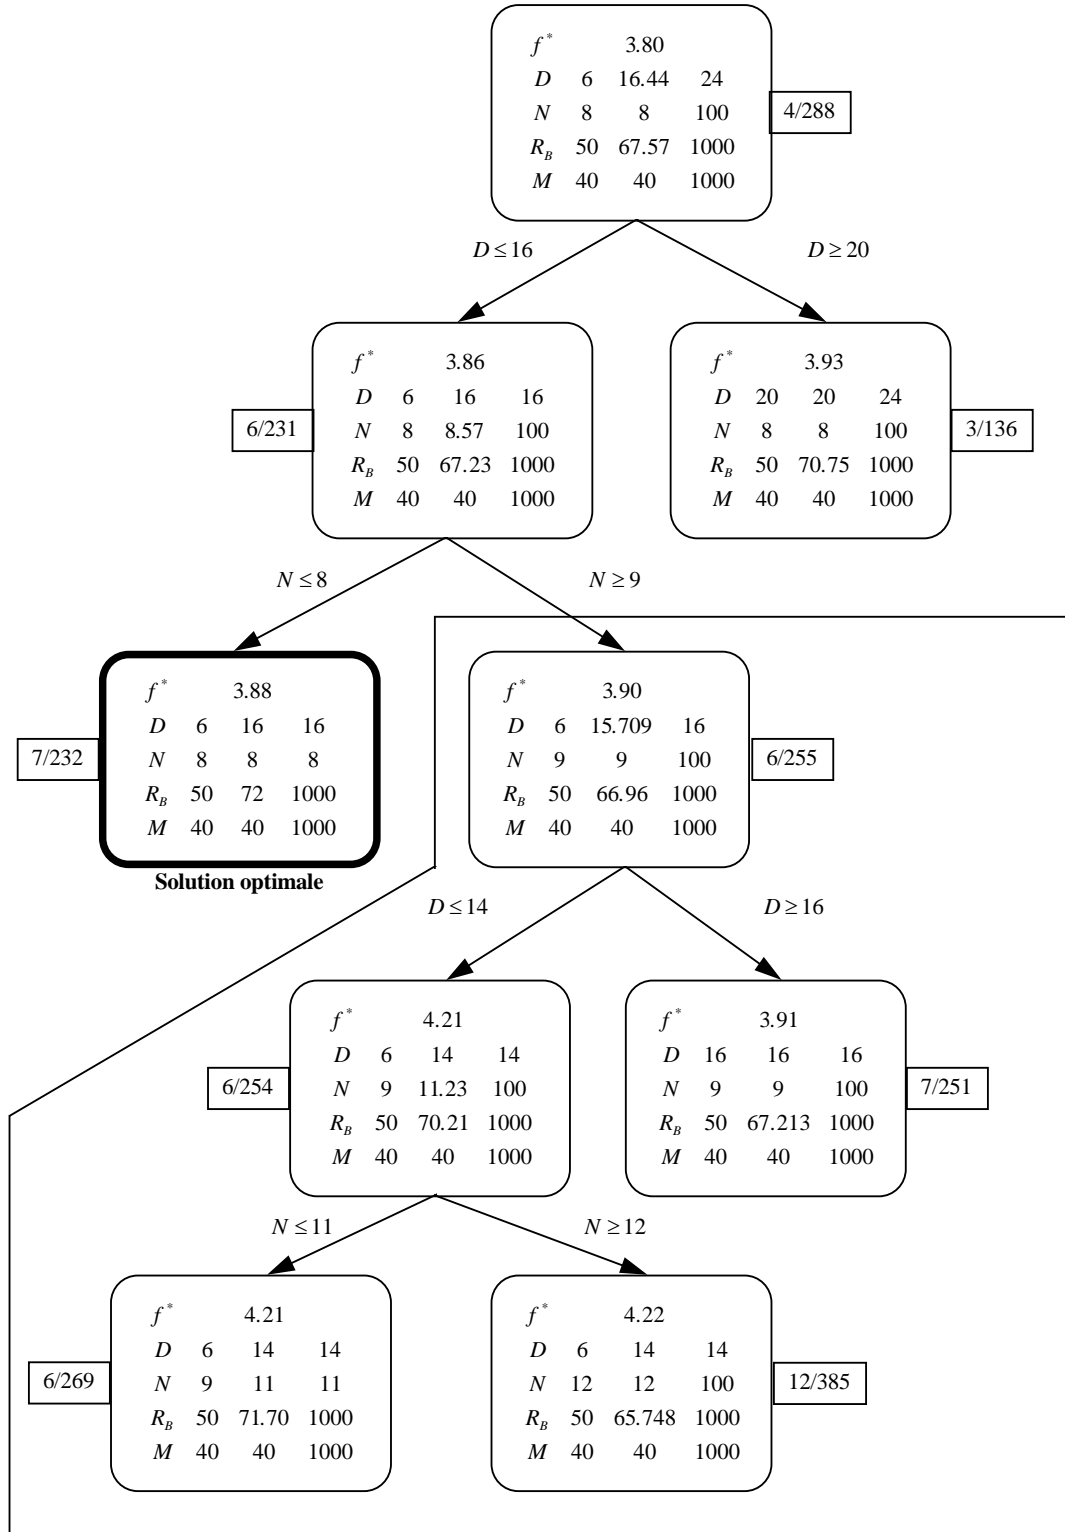 f* 3.80
D 6 16.44 24
N 8 8 100
R_B 50 67.57 1000
M 40 40 1000
4/288
D ≤ 16
D ≥ 20
f* 3.86
D 6 16 16
N 8 8.57 100
R_B 50 67.23 1000
M 40 40 1000
6/231
f* 3.93
D 20 20 24
N 8 8 100
R_B 50 70.75 1000
M 40 40 1000
3/136
N ≤ 8
N ≥ 9
f* 3.88
D 6 16 16
N 8 8 8
R_B 50 72 1000
M 40 40 1000
7/232
Solution optimale
f* 3.90
D 6 15.709 16
N 9 9 100
R_B 50 66.96 1000
M 40 40 1000
6/255
D ≤ 14
D ≥ 16
f* 4.21
D 6 14 14
N 9 11.23 100
R_B 50 70.21 1000
M 40 40 1000
6/254
f* 3.91
D 16 16 16
N 9 9 100
R_B 50 67.213 1000
M 40 40 1000
7/251
N ≤ 11
N ≥ 12
f* 4.21
D 6 14 14
N 9 11 11
R_B 50 71.70 1000
M 40 40 1000
6/269
f* 4.22
D 6 14 14
N 12 12 100
R_B 50 65.748 1000
M 40 40 1000
12/385